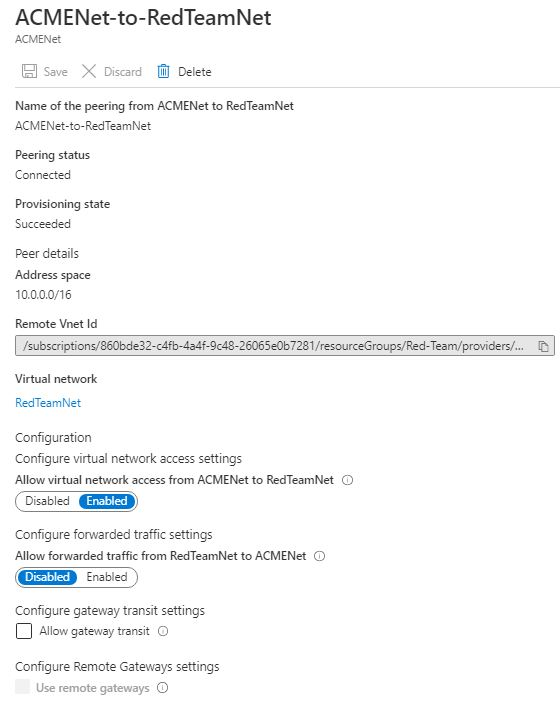 ACMENet-to-RedTeamNet
ACMENet
Save Discard Delete
Name of the peering from ACMENet to RedTeamNet
ACMENet-to-RedTeamNet
Peering status
Connected
Provisioning state
Succeeded
Peer details
Address space
10.0.0.0/16
Remote Vnet Id
/subscriptions/860bde32-c4fb-4a4f-9c48-26065e0b7281/resourceGroups/Red-Team/providers/...
Virtual network
RedTeamNet
Configuration
Configure virtual network access settings
Allow virtual network access from ACMENet to RedTeamNet
Disabled Enabled
Configure forwarded traffic settings
Allow forwarded traffic from RedTeamNet to ACMENet
Disabled Enabled
Configure gateway transit settings
Allow gateway transit
Configure Remote Gateways settings
Use remote gateways